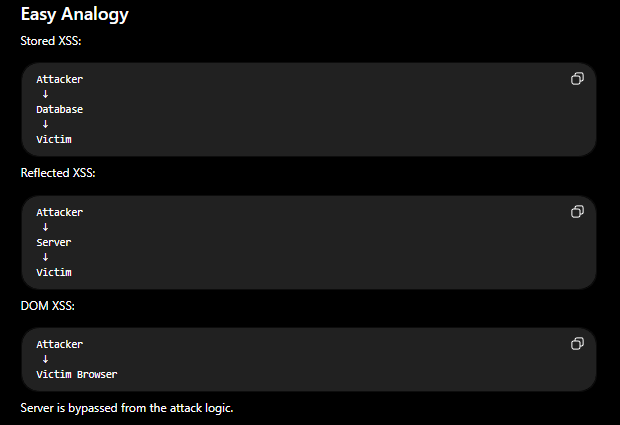 Easy Analogy
Stored XSS:
Attacker
↓
Database
↓
Victim
Reflected XSS:
Attacker
↓
Server
↓
Victim
DOM XSS:
Attacker
↓
Victim Browser
Server is bypassed from the attack logic.